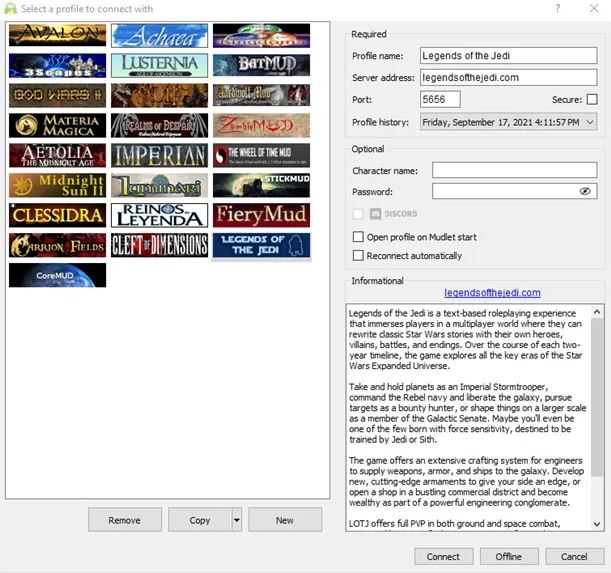 Select a profile to connect with
AVALON
Achaea
Kingdoms
3Scapes
LUSTERNIA
AGE OF ASCENSION
BATMUD
GOD WARS II
Aardwolf Mud
MATERIA MAGICA
REALMS OF DESPAIR
ZombieMUD
AETOLIA
THE MIDNIGHT AGE
IMPERIAN
THE WHEEL OF TIME MUD
Midnight Sun II
Luminari
STICKMUD
CLESSIDRA
REINOS DE LEYENDA
FieryMud
CARRION FIELDS
CLEFT OF DIMENSIONS
LEGENDS OF THE JEDI
CoreMUD
Remove
Copy
New
Required
Profile name: Legends of the Jedi
Server address: legendsofthejedi.com
Port: 5656 Secure:
Profile history: Friday, September 17, 2021 4:11:57 PM
Optional
Character name:
Password:
DISCORD
Open profile on Mudlet start
Reconnect automatically
Informational
legendsofthejedi.com
Legends of the Jedi is a text-based roleplaying experience
that immerses players in a multiplayer world where they can
rewrite classic Star Wars stories with their own heroes,
villains, battles, and endings. Over the course of each two-
year timeline, the game explores all the key eras of the Star
Wars Expanded Universe.
Take and hold planets as an Imperial Stormtrooper,
command the Rebel navy and liberate the galaxy, pursue
targets as a bounty hunter, or shape things on a larger scale
as a member of the Galactic Senate. Maybe you'll even be
one of the few born with force sensitivity, destined to be
trained by Jedi or Sith.
The game offers an extensive crafting system for engineers
to supply weapons, armor, and ships to the galaxy. Develop
new, cutting-edge armaments to give your side an edge, or
open a shop in a bustling commercial district and become
wealthy as part of a powerful engineering conglomerate.
LOTJ offers full PVP in both ground and space combat,
Connect
Offline
Cancel